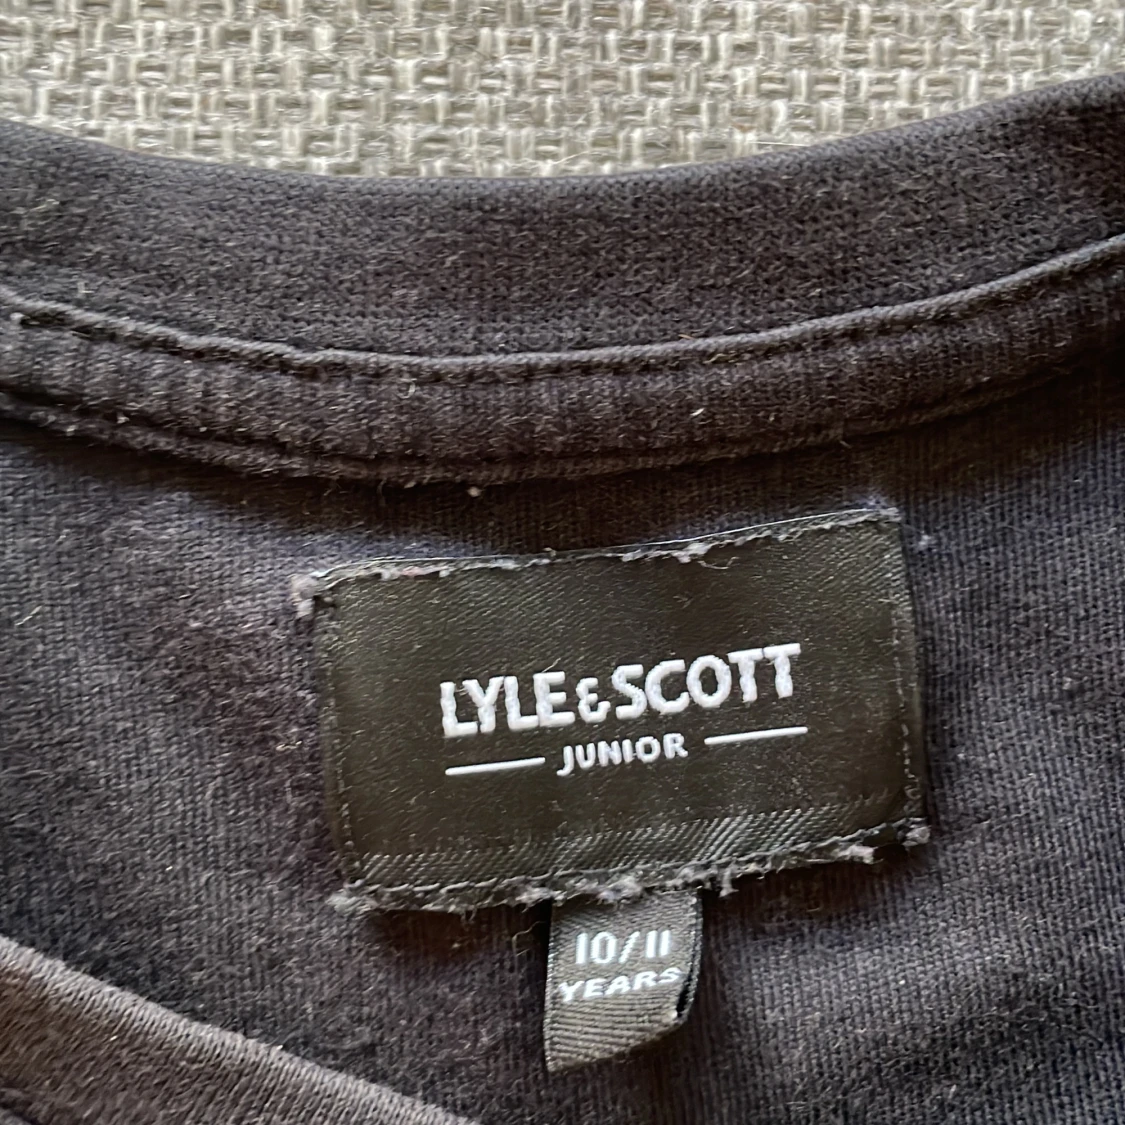 LYLE & SCOTT
JUNIOR
10/11
YEARS